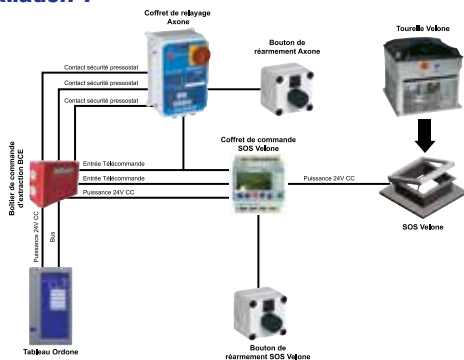 Coffret de relayage
Axone
Tourelle Velone
Bouton de
réarmement Axone
Contact sécurité pressostat
Contact sécurité pressostat
Contact sécurité pressostat
Coffret de commande
SOS Velone
Boîtier de commande
d'extraction BCE
Entrée Télécommande
Entrée Télécommande
Puissance 24V CC
Puissance 24V CC
SOS Velone
Puissance 24V CC
Bus
Tableau Ordone
Bouton de
réarmement SOS Velone